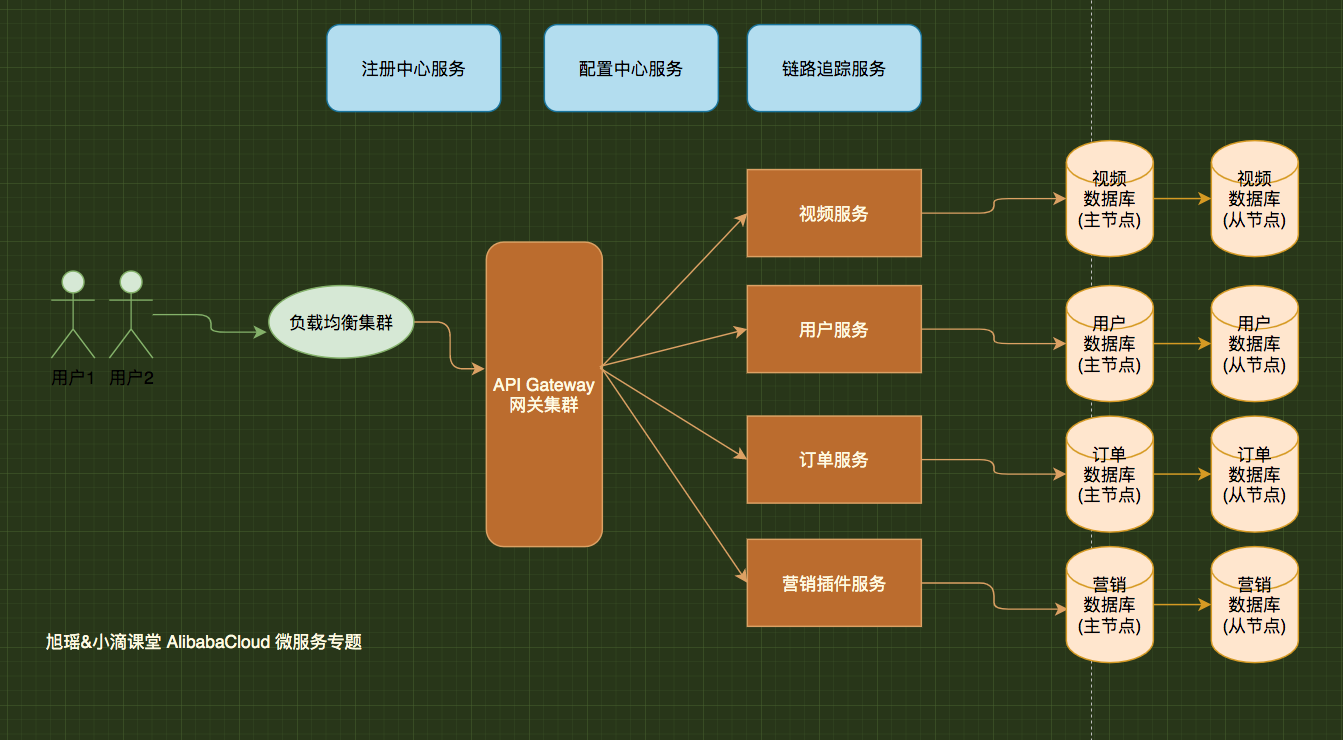 注册中心服务
配置中心服务
链路追踪服务
视频服务
视频
数据库
(主节点)
视频
数据库
(从节点)
用户1
用户2
负载均衡集群
API Gateway
网关集群
用户服务
用户
数据库
(主节点)
用户
数据库
(从节点)
订单服务
订单
数据库
(主节点)
订单
数据库
(从节点)
营销插件服务
营销
数据库
(主节点)
营销
数据库
(从节点)
旭瑶&小滴课堂 AlibabaCloud 微服务专题